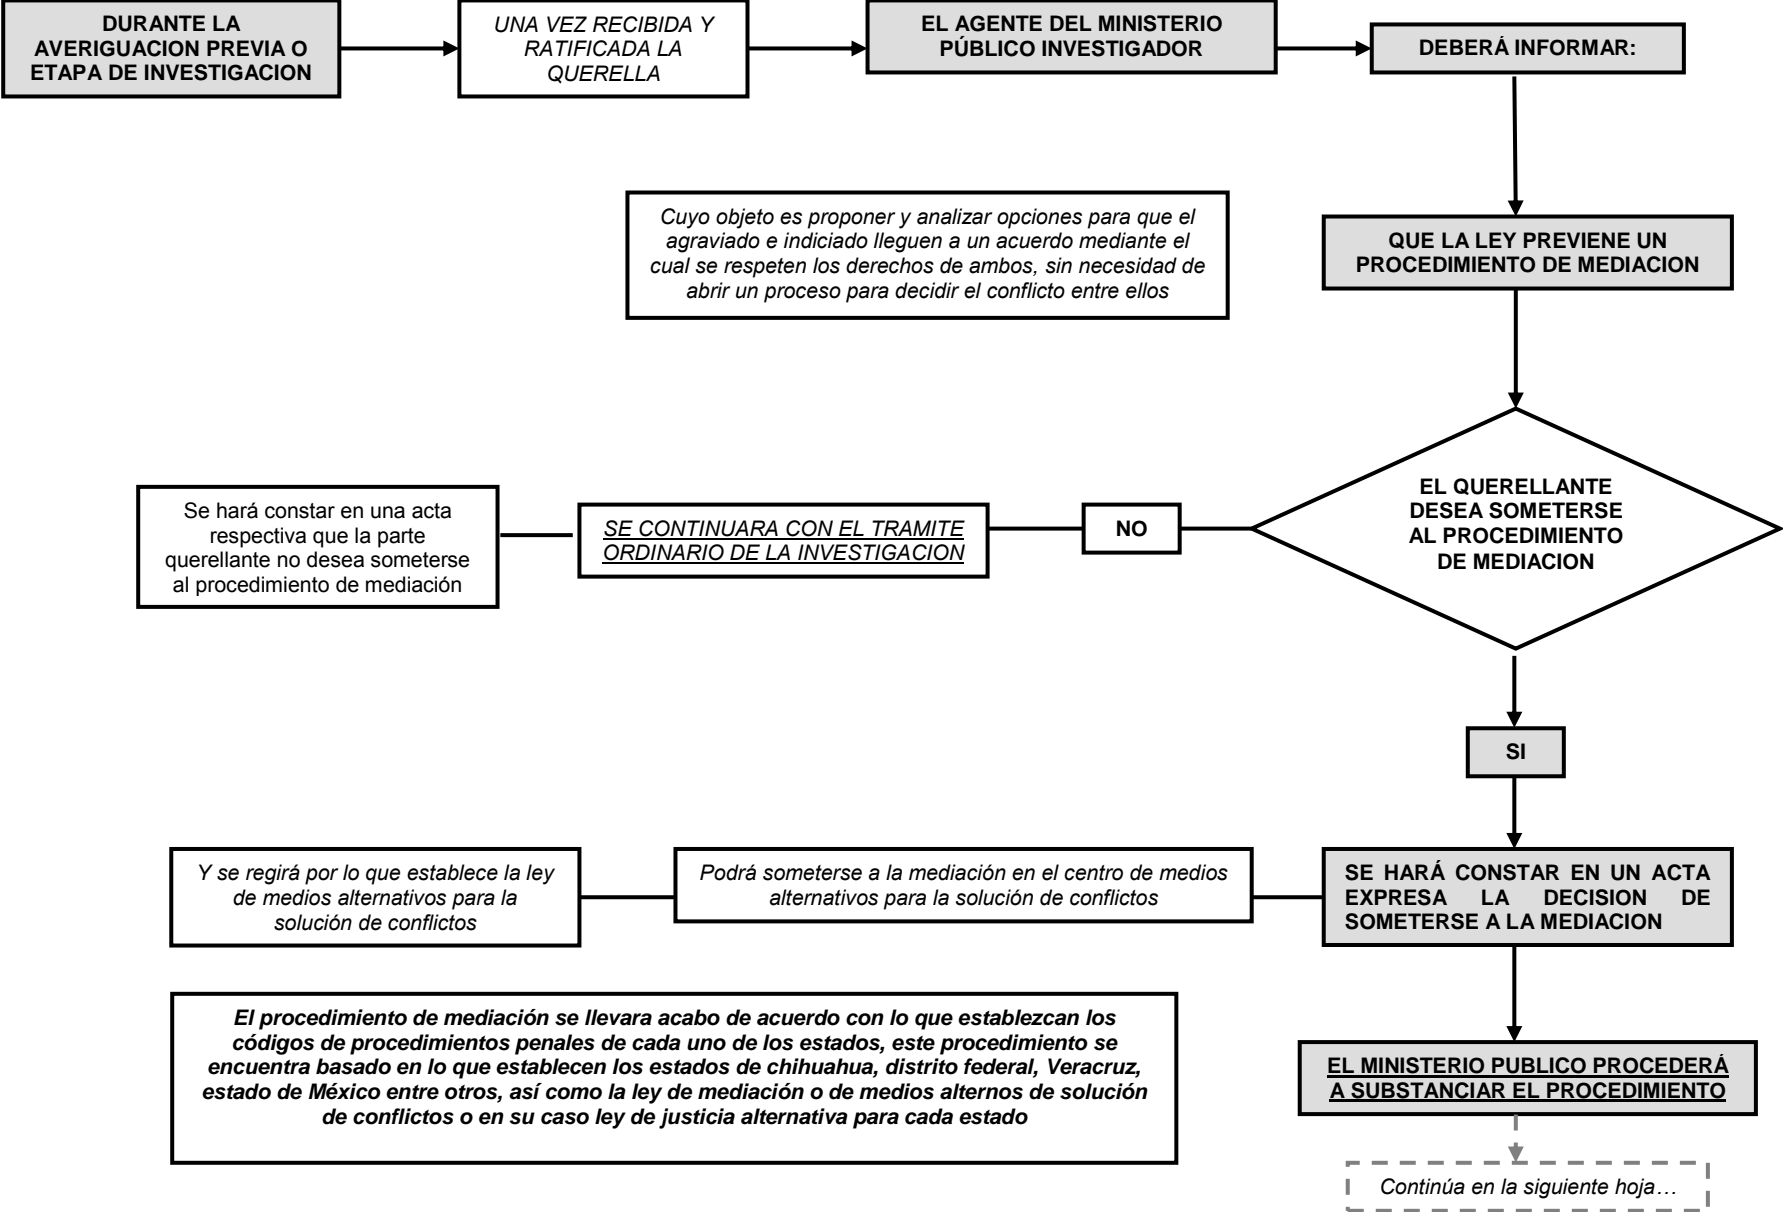 DURANTE LA
AVERIGUACION PREVIA O
ETAPA DE INVESTIGACION
UNA VEZ RECIBIDA Y
RATIFICADA LA
QUERELLA
EL AGENTE DEL MINISTERIO
PÚBLICO INVESTIGADOR
DEBERÁ INFORMAR:
Cuyo objeto es proponer y analizar opciones para que el
agraviado e indiciado lleguen a un acuerdo mediante el
cual se respeten los derechos de ambos, sin necesidad de
abrir un proceso para decidir el conflicto entre ellos
QUE LA LEY PREVIENE UN
PROCEDIMIENTO DE MEDIACION
EL QUERELLANTE
DESEA SOMETERSE
AL PROCEDIMIENTO
DE MEDIACION
NO
SE CONTINUARA CON EL TRAMITE
ORDINARIO DE LA INVESTIGACION
Se hará constar en una acta
respectiva que la parte
querellante no desea someterse
al procedimiento de mediación
SI
SE HARÁ CONSTAR EN UN ACTA
EXPRESA LA DECISION DE
SOMETERSE A LA MEDIACION
Podrá someterse a la mediación en el centro de medios
alternativos para la solución de conflictos
Y se regirá por lo que establece la ley
de medios alternativos para la
solución de conflictos
El procedimiento de mediación se llevara acabo de acuerdo con lo que establezcan los
códigos de procedimientos penales de cada uno de los estados, este procedimiento se
encuentra basado en lo que establecen los estados de chihuahua, distrito federal, Veracruz,
estado de México entre otros, así como la ley de mediación o de medios alternos de solución
de conflictos o en su caso ley de justicia alternativa para cada estado
EL MINISTERIO PUBLICO PROCEDERÁ
A SUBSTANCIAR EL PROCEDIMIENTO
Continúa en la siguiente hoja…